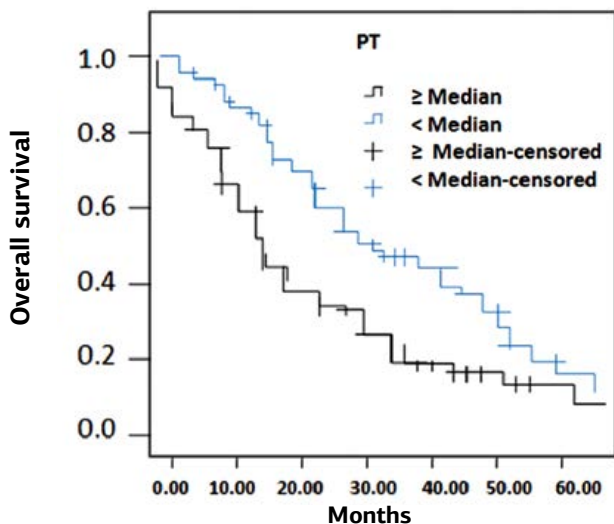 PT
≥ Median
< Median
≥ Median-censored
< Median-censored
Overall survival
1.0
0.8
0.6
0.4
0.2
0.0
0.00 10.00 20.00 30.00 40.00 50.00 60.00
Months